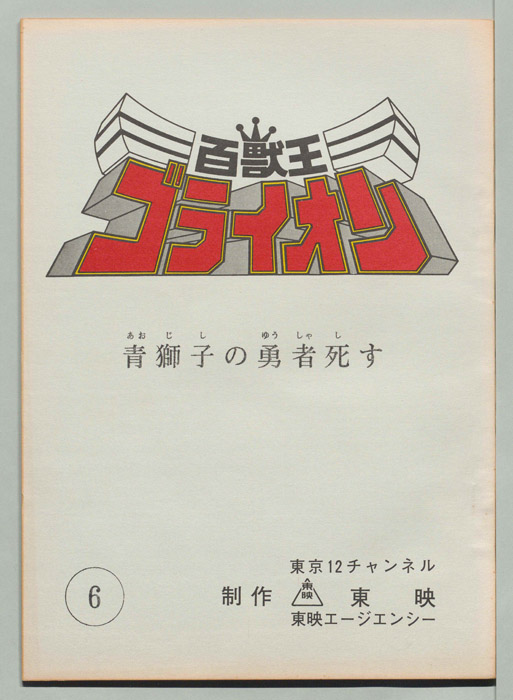 百獣王
ゴライオン
あおじしゆうしゃし
青獅子の勇者死す
東京12チャンネル
制作 東映 東映
東映エージエンシー
6